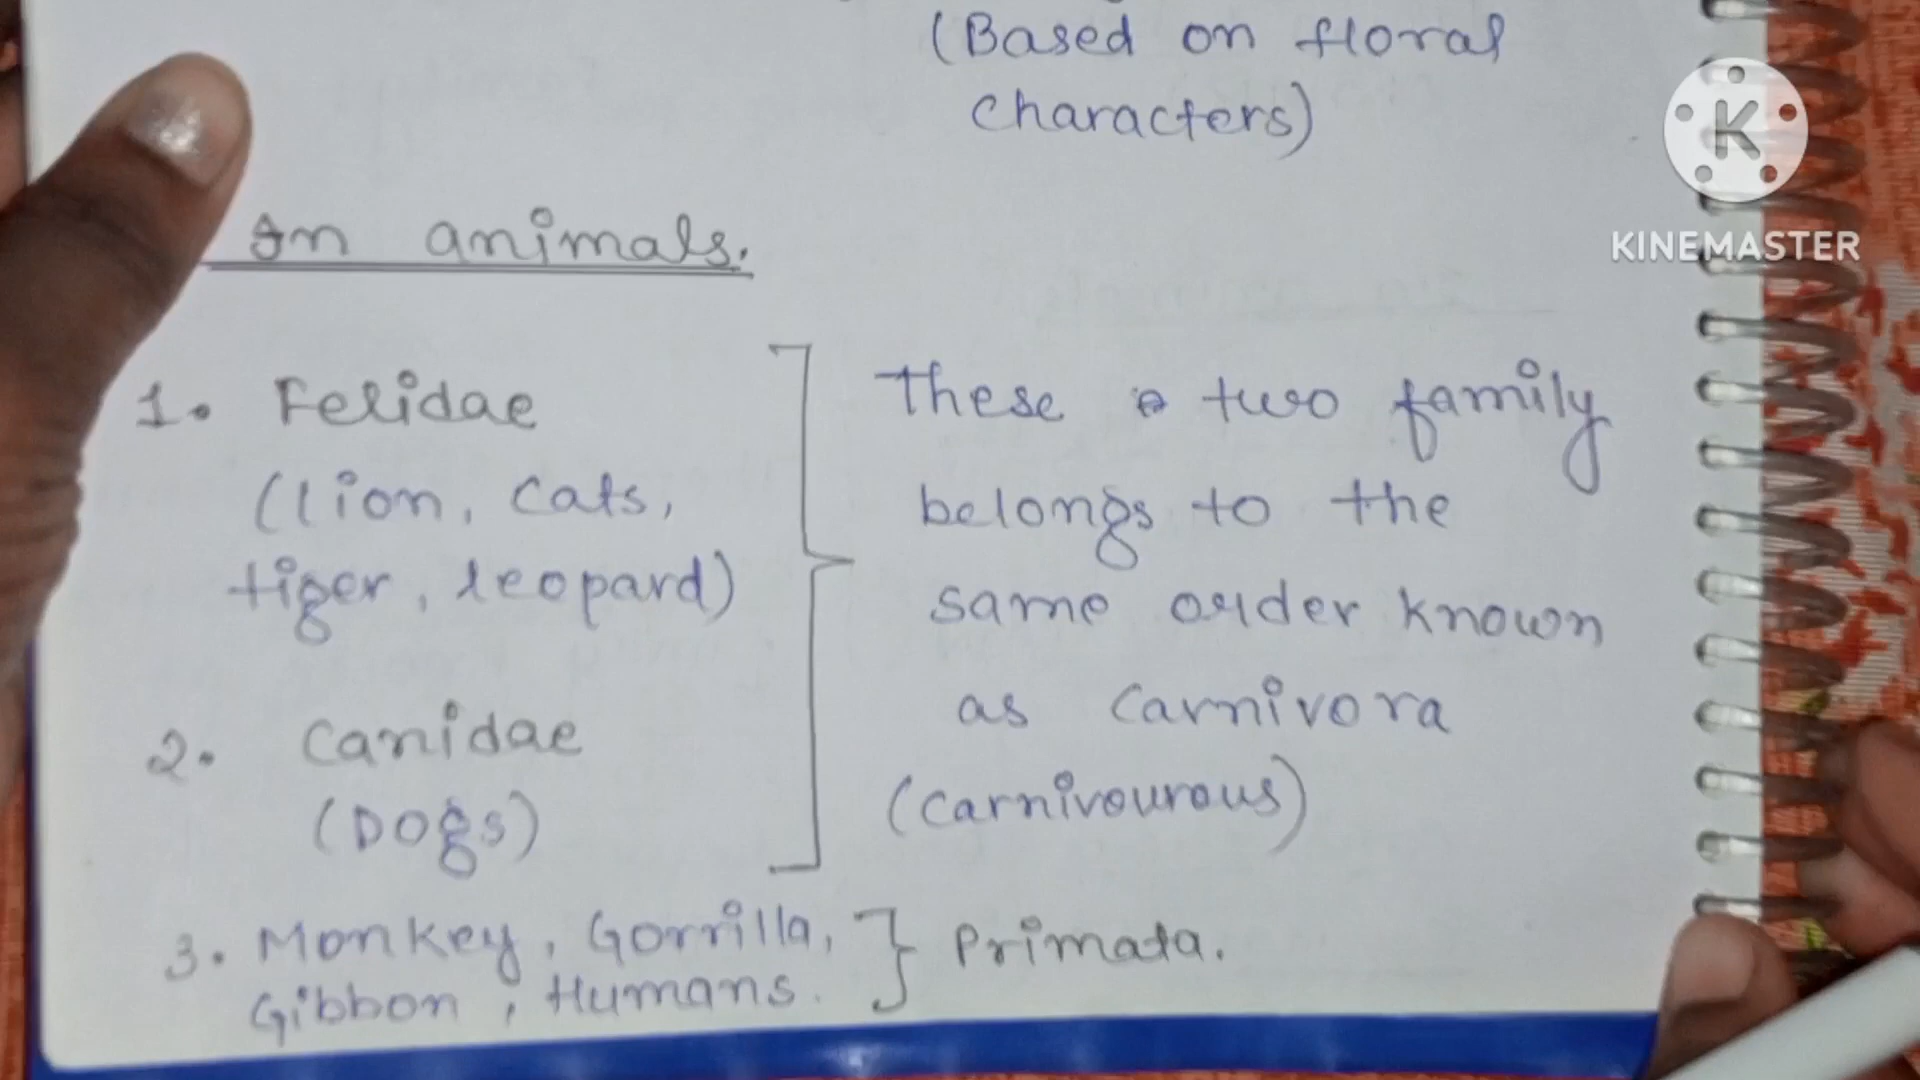 (Based on floral
characters)
KINEMASTER
In animals.
1. Felidae
(lion, cats,
tiger, leopard)
2. Canidae
(Dogs)
These two family
belongs to the
same order known
as Carnivora
(carnivourous)
3. Monkey, Gorrilla,
Gibbon, Humans.
Primata.